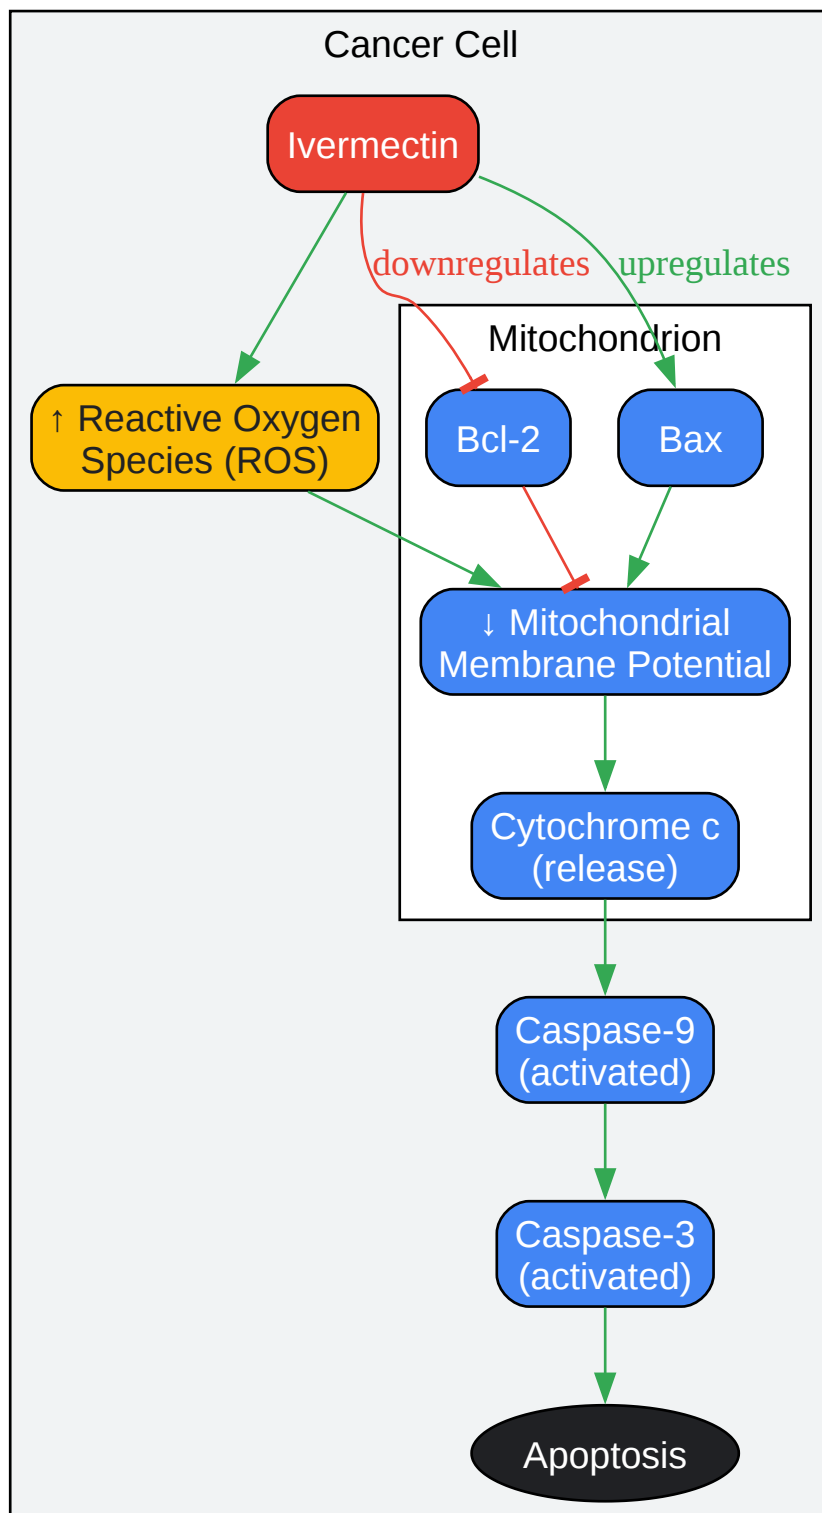 Cancer Cell
Ivermectin
downregulates
upregulates
Mitochondrion
↑ Reactive Oxygen
Species (ROS)
Bcl-2
Bax
↓ Mitochondrial
Membrane Potential
Cytochrome c
(release)
Caspase-9
(activated)
Caspase-3
(activated)
Apoptosis